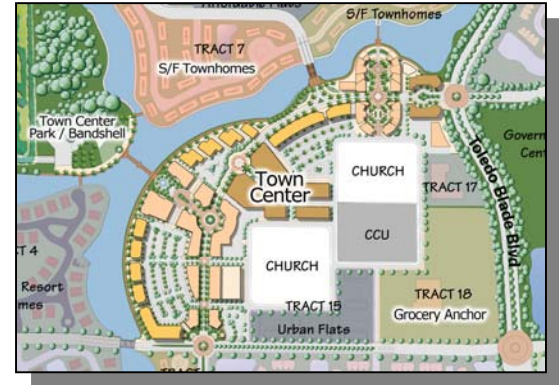 S/F Townhomes
TRACT 7
S/F Townhomes
Town Center
Park / Bandshell
Town
Center
CHURCH
TRACT 17
Toledo Blade Blvd
CCU
CHURCH
TRACT 15
Urban Flats
TRACT 18
Grocery Anchor
Resort